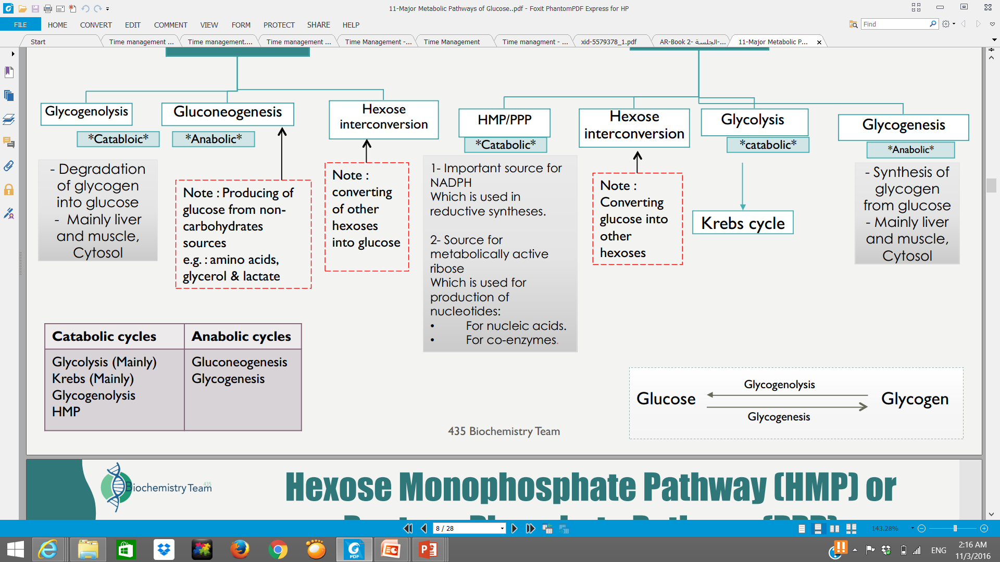 11-Major Metabolic Pathways of Glucose..pdf - Foxit PhantomPDF Express for HP
FILE HOME CONVERT EDIT COMMENT VIEW FORM PROTECT SHARE HELP
Find
Start
Time management ...
Time management....
Time management ...
Time Management -...
Time Management
Time managment - ...
xid-5579378_1.pdf
AR-Book 2- الجلسة-...
11-Major Metabolic P...
Glycogenolysis
*Catabloic*
- Degradation
of glycogen
into glucose
- Mainly liver
and muscle,
Cytosol
Gluconeogenesis
*Anabolic*
Note : Producing of
glucose from non-
carbohydrates
sources
e.g. : amino acids,
glycerol & lactate
Hexose
interconversion
Note :
converting
of other
hexoses
into glucose
HMP/PPP
*Catabolic*
1- Important source for
NADPH
Which is used in
reductive syntheses.
2- Source for
metabolically active
ribose
Which is used for
production of
nucleotides:
• For nucleic acids.
• For co-enzymes.
Hexose
interconversion
Note :
Converting
glucose into
other
hexoses
Glycolysis
*catabolic*
Krebs cycle
Glycogenesis
*Anabolic*
- Synthesis of
glycogen
from glucose
- Mainly liver
and muscle,
Cytosol
Catabolic cycles
Glycolysis (Mainly)
Krebs (Mainly)
Glycogenolysis
HMP
Anabolic cycles
Gluconeogenesis
Glycogenesis
Glycogenolysis
Glucose
Glycogen
Glycogenesis
435 Biochemistry Team
Biochemistry Team 435
Hexose Monophosphate Pathway (HMP) or
8 / 28
143.28%
PDF
ENG
2:16 AM
11/3/2016